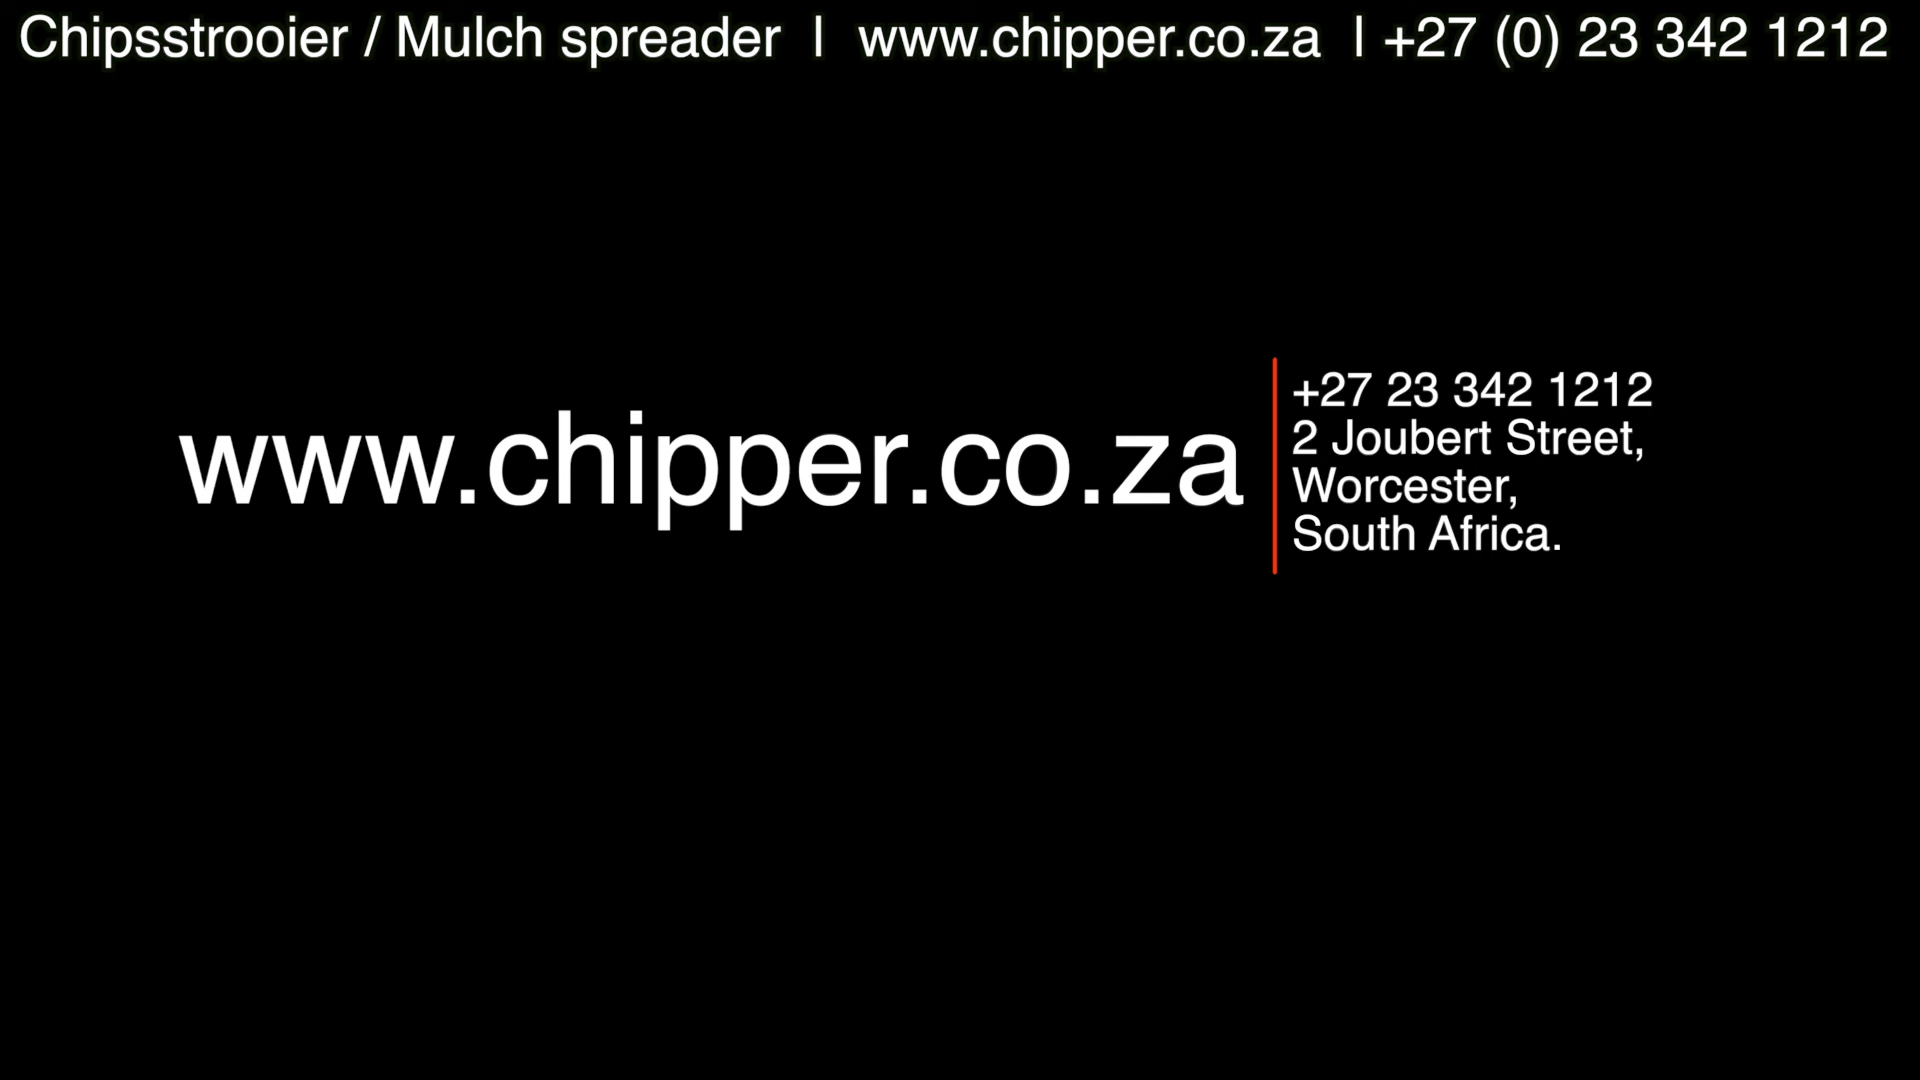 Chipsstrooier / Mulch spreader | www.chipper.co.za | +27 (0) 23 342 1212
www.chipper.co.za
+27 23 342 1212
2 Joubert Street,
Worcester,
South Africa.